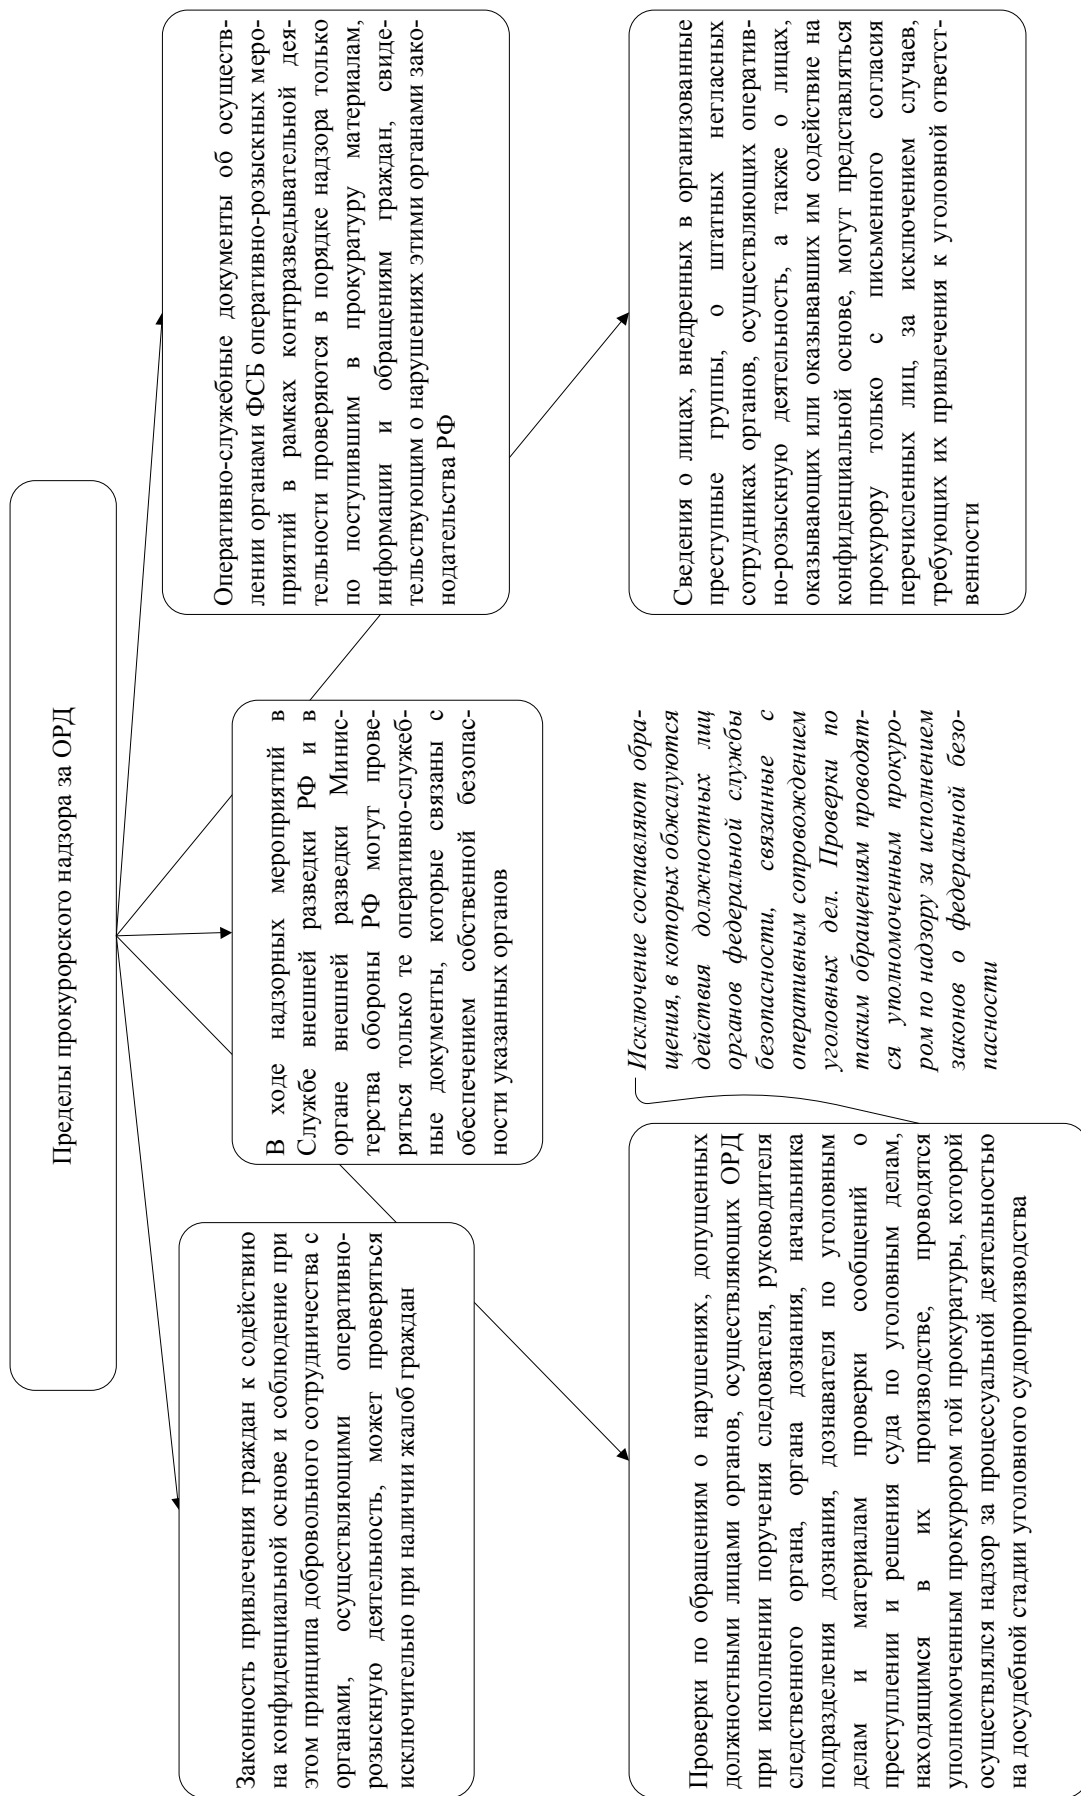 Пределы прокурорского надзора за ОРД
Законность привлечения граждан к содействию
на конфиденциальной основе и соблюдение при
этом принципа добровольного сотрудничества с
органами, осуществляющими оперативно-
розыскную деятельность, может проверяться
исключительно при наличии жалоб граждан
В ходе надзорных мероприятий в
Службе внешней разведки РФ и в
органе внешней разведки Минис-
терства обороны РФ могут прове-
ряться только те оперативно-служеб-
ные документы, которые связаны с
обеспечением собственной безопас-
ности указанных органов
Оперативно-служебные документы об осуществ-
лении органами ФСБ оперативно-розыскных меро-
приятий в рамках контрразведывательной дея-
тельности проверяются в порядке надзора только
по поступившим в прокуратуру материалам,
информации и обращениям граждан, свиде-
тельствующим о нарушениях этими органами зако-
нодательства РФ
Проверки по обращениям о нарушениях, допущенных
должностными лицами органов, осуществляющих ОРД
при исполнении поручения следователя, руководителя
следственного органа, органа дознания, начальника
подразделения дознания, дознавателя по уголовным
делам и материалам проверки сообщений о
преступлении и решения суда по уголовным делам,
находящимся в их производстве, проводятся
уполномоченным прокурором той прокуратуры, которой
осуществлялся надзор за процессуальной деятельностью
на досудебной стадии уголовного судопроизводства
Исключение составляют обра-
щения, в которых обжалуются
действия должностных лиц
органов федеральной службы
безопасности, связанные с
оперативным сопровождением
уголовных дел. Проверки по
таким обращениям проводят-
ся уполномоченным прокуро-
ром по надзору за исполнением
законов о федеральной безо-
пасности
Сведения о лицах, внедренных в организованные
преступные группы, о штатных негласных
сотрудниках органов, осуществляющих оператив-
но-розыскную деятельность, а также о лицах,
оказывающих или оказывавших им содействие на
конфиденциальной основе, могут представляться
прокурору только с письменного согласия
перечисленных лиц, за исключением случаев,
требующих их привлечения к уголовной ответст-
венности